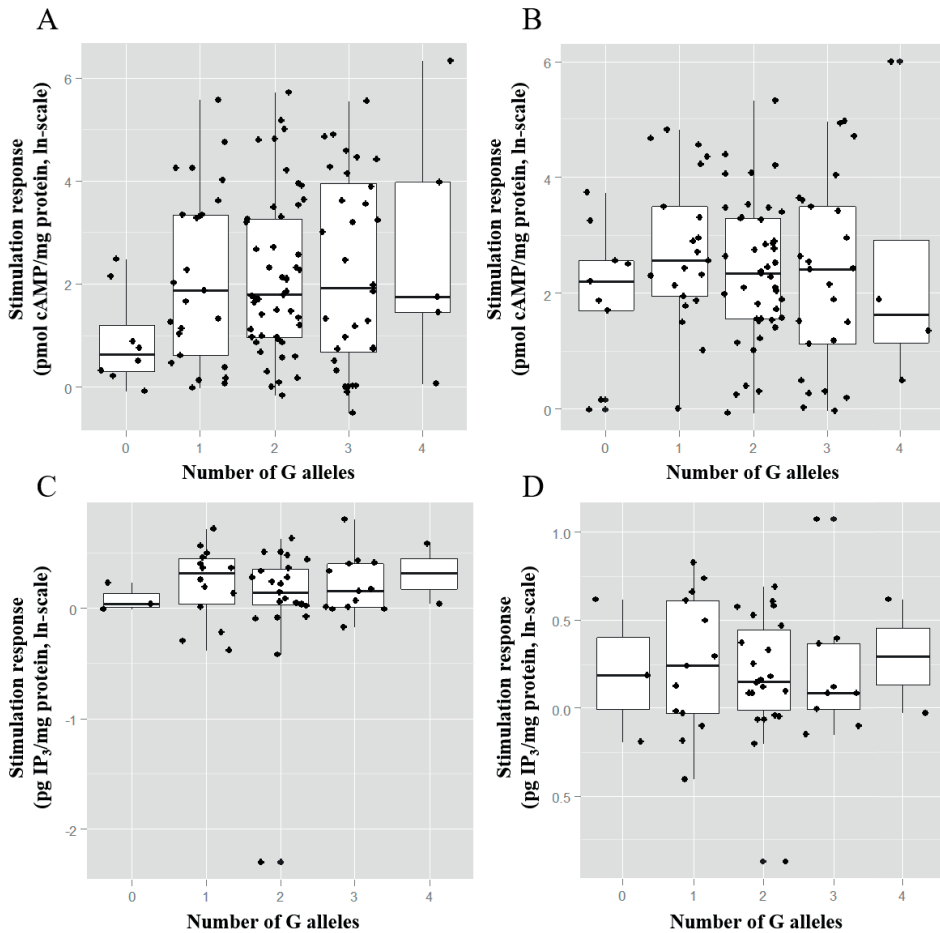 A
Stimulation response
(pmol cAMP/mg protein, ln-scale)
6
4
2
0
0 1 2 3 4
Number of G alleles
B
Stimulation response
(pmol cAMP/mg protein, ln-scale)
6
4
2
0
0 1 2 3 4
Number of G alleles
C
Stimulation response
(pg IP₃/mg protein, ln-scale)
0
-1
-2
0 1 2 3 4
Number of G alleles
D
Stimulation response
(pg IP₃/mg protein, ln-scale)
1.0
0.5
0.0
0.5
0 1 2 3 4
Number of G alleles